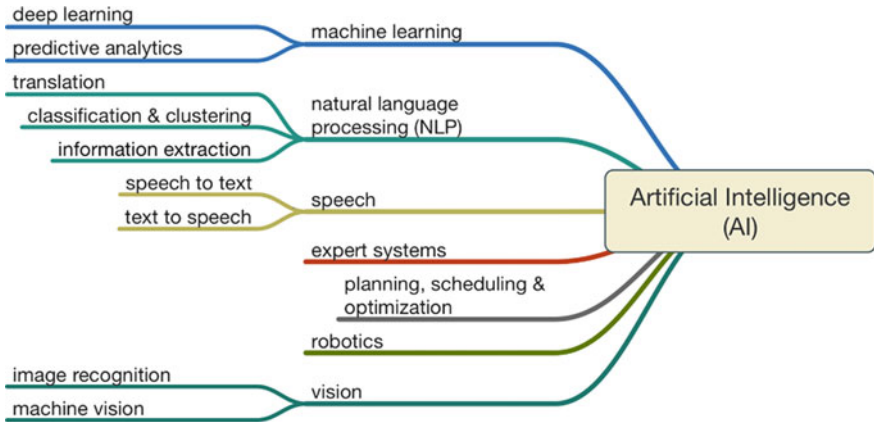 deep learning
machine learning
predictive analytics
translation
natural language
processing (NLP)
classification & clustering
information extraction
speech to text
speech
text to speech
Artificial Intelligence
(AI)
expert systems
planning, scheduling &
optimization
robotics
image recognition
vision
machine vision